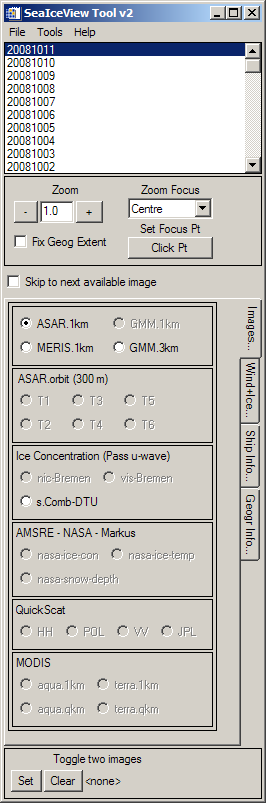 SeaIceView Tool v2
File Tools Help
20081011
20081010
20081009
20081008
20081007
20081006
20081005
20081004
20081003
20081002
Zoom Zoom Focus
- 1.0 + Centre
Set Focus Pt
Fix Geog Extent Click Pt
Skip to next available image
Images...
Wind+Ice...
Ship Info...
Geogr Info...
ASAR.1km GMM.1km
MERIS.1km GMM.3km
ASAR.orbit (300 m)
T1 T3 T5
T2 T4 T6
Ice Concentration (Pass u-wave)
nic-Bremen vis-Bremen
s.Comb-DTU
AMSRE - NASA - Markus
nasa-ice-con nasa-ice-temp
nasa-snow-depth
QuickScat
HH POL VV JPL
MODIS
aqua.1km terra.1km
aqua.qkm terra.qkm
Toggle two images
Set Clear <none>